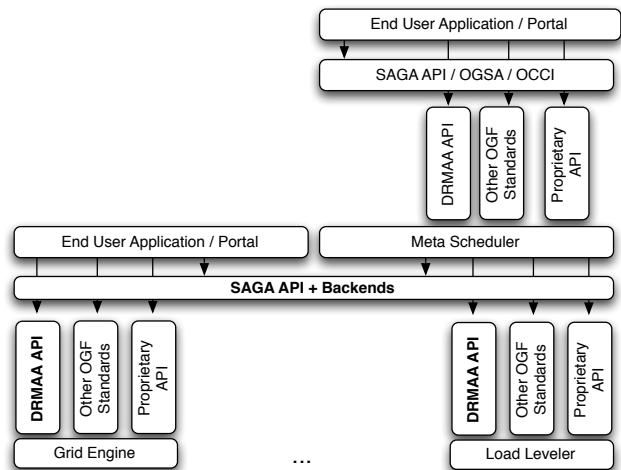 End User Application / Portal
SAGA API / OGSA / OCCI
DRMAA API
Other OGF
Standards
Proprietary
API
End User Application / Portal
Meta Scheduler
SAGA API + Backends
DRMAA API
Other OGF
Standards
Proprietary
API
DRMAA API
Other OGF
Standards
Proprietary
API
Grid Engine
...
Load Leveler